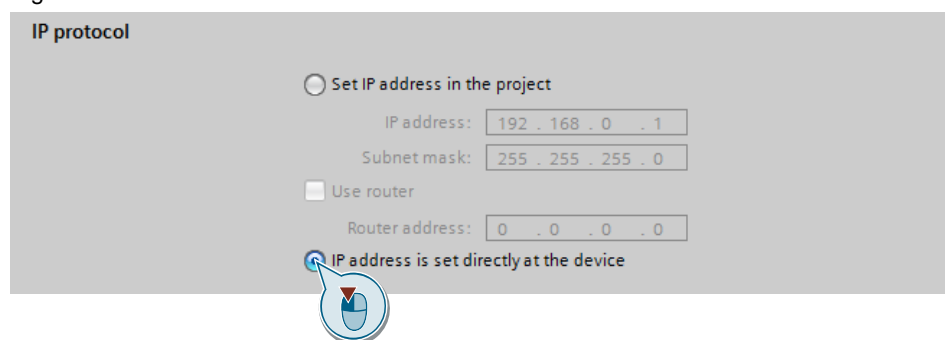 IP protocol
Set IP address in the project
IP address: 192 . 168 . 0 . 1
Subnet mask: 255 . 255 . 255 . 0
Use router
Router address: 0 . 0 . 0 . 0
IP address is set directly at the device